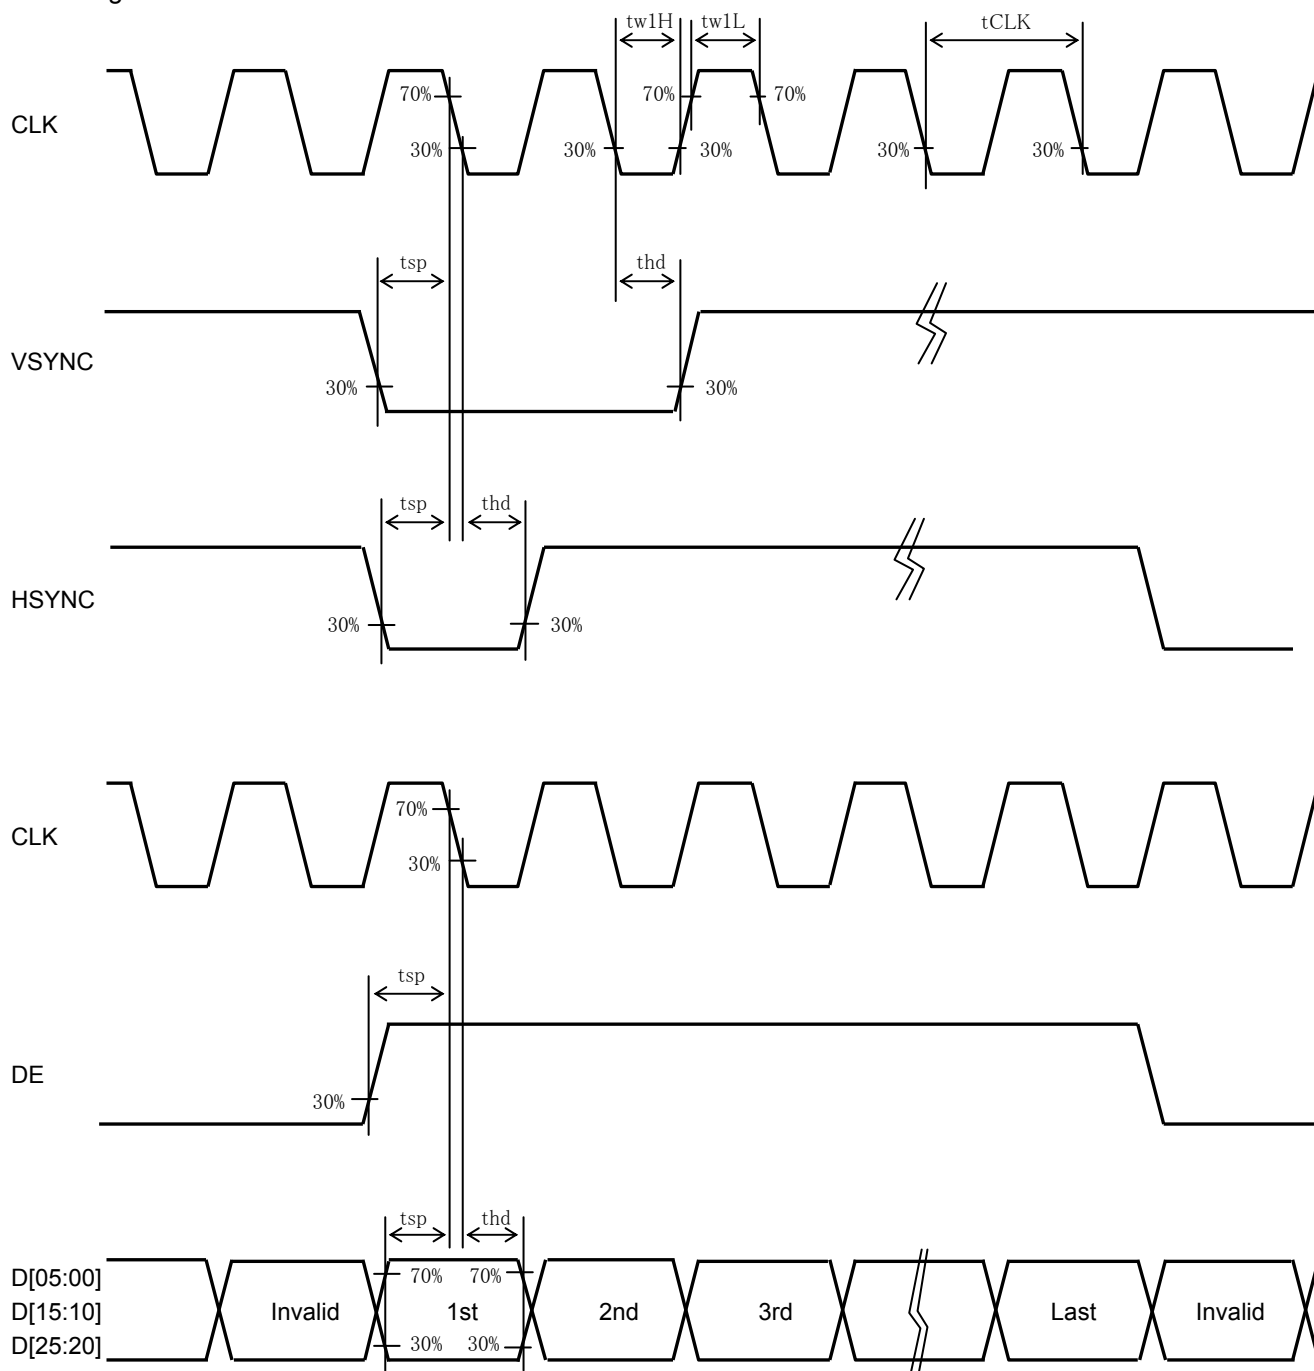 tw1H tw1L tCLK
70% 70% 70%
CLK
30% 30% 30% 30% 30%
tsp thd
VSYNC
30% 30%
tsp thd
HSYNC
30% 30%
70%
CLK
30%
tsp
DE
30%
tsp thd
D[05:00] 70% 70%
D[15:10] Invalid 1st 2nd 3rd Last Invalid
D[25:20] 30% 30%